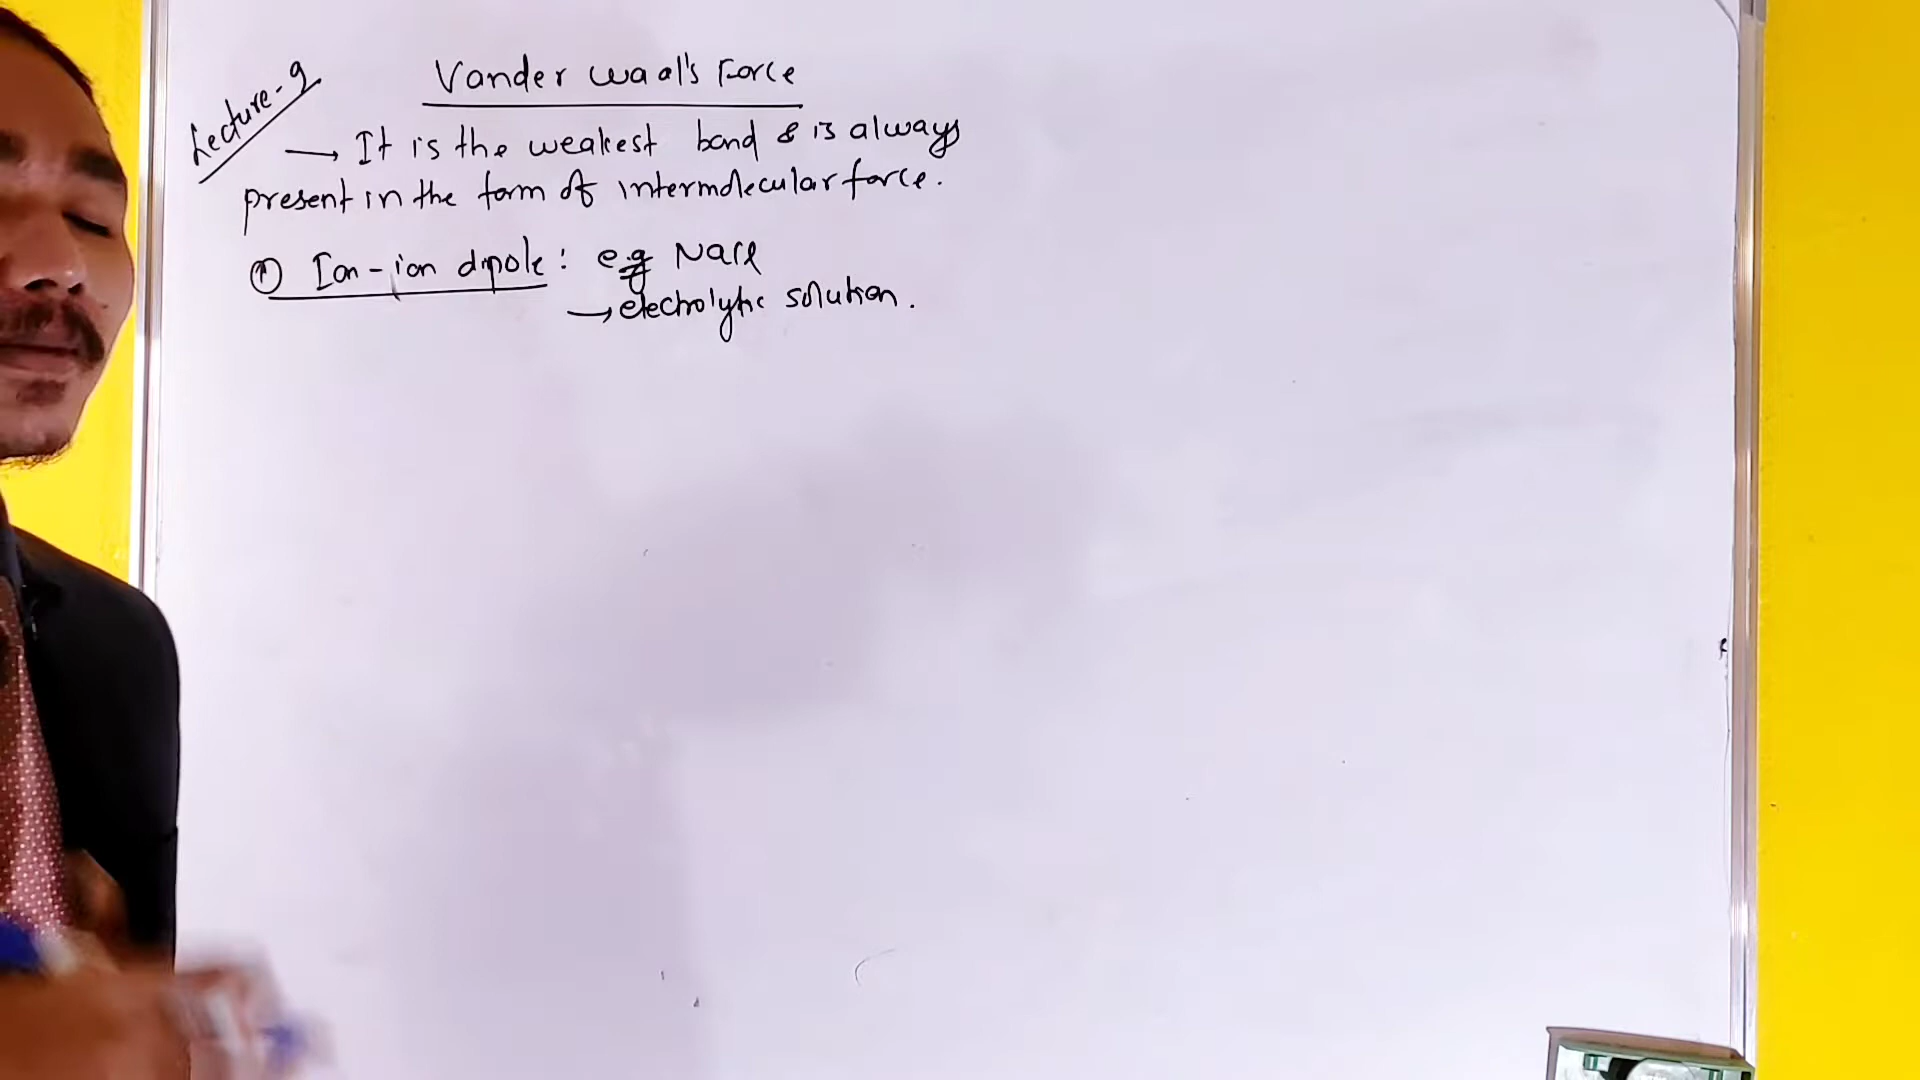 Lecture-9
Vander waal's Force
→ It is the weakest bond & is always
present in the form of intermolecular force.
① Ion-ion dipole: e.g NaCl
→ electrolytic solution.